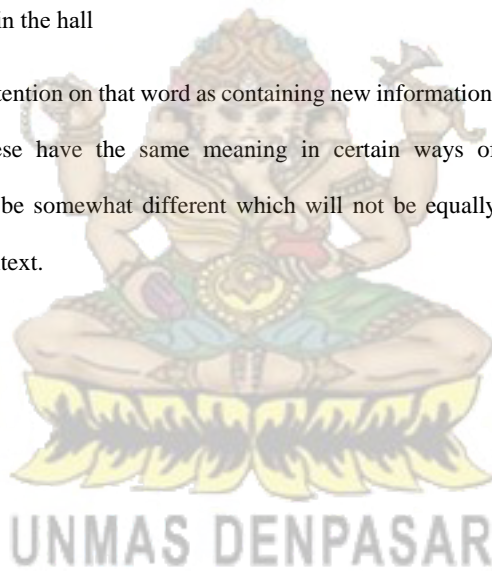 in the hall
tention on that word as containing new information
ese have the same meaning in certain ways of
be somewhat different which will not be equally
text.
UNMAS DENPASAR